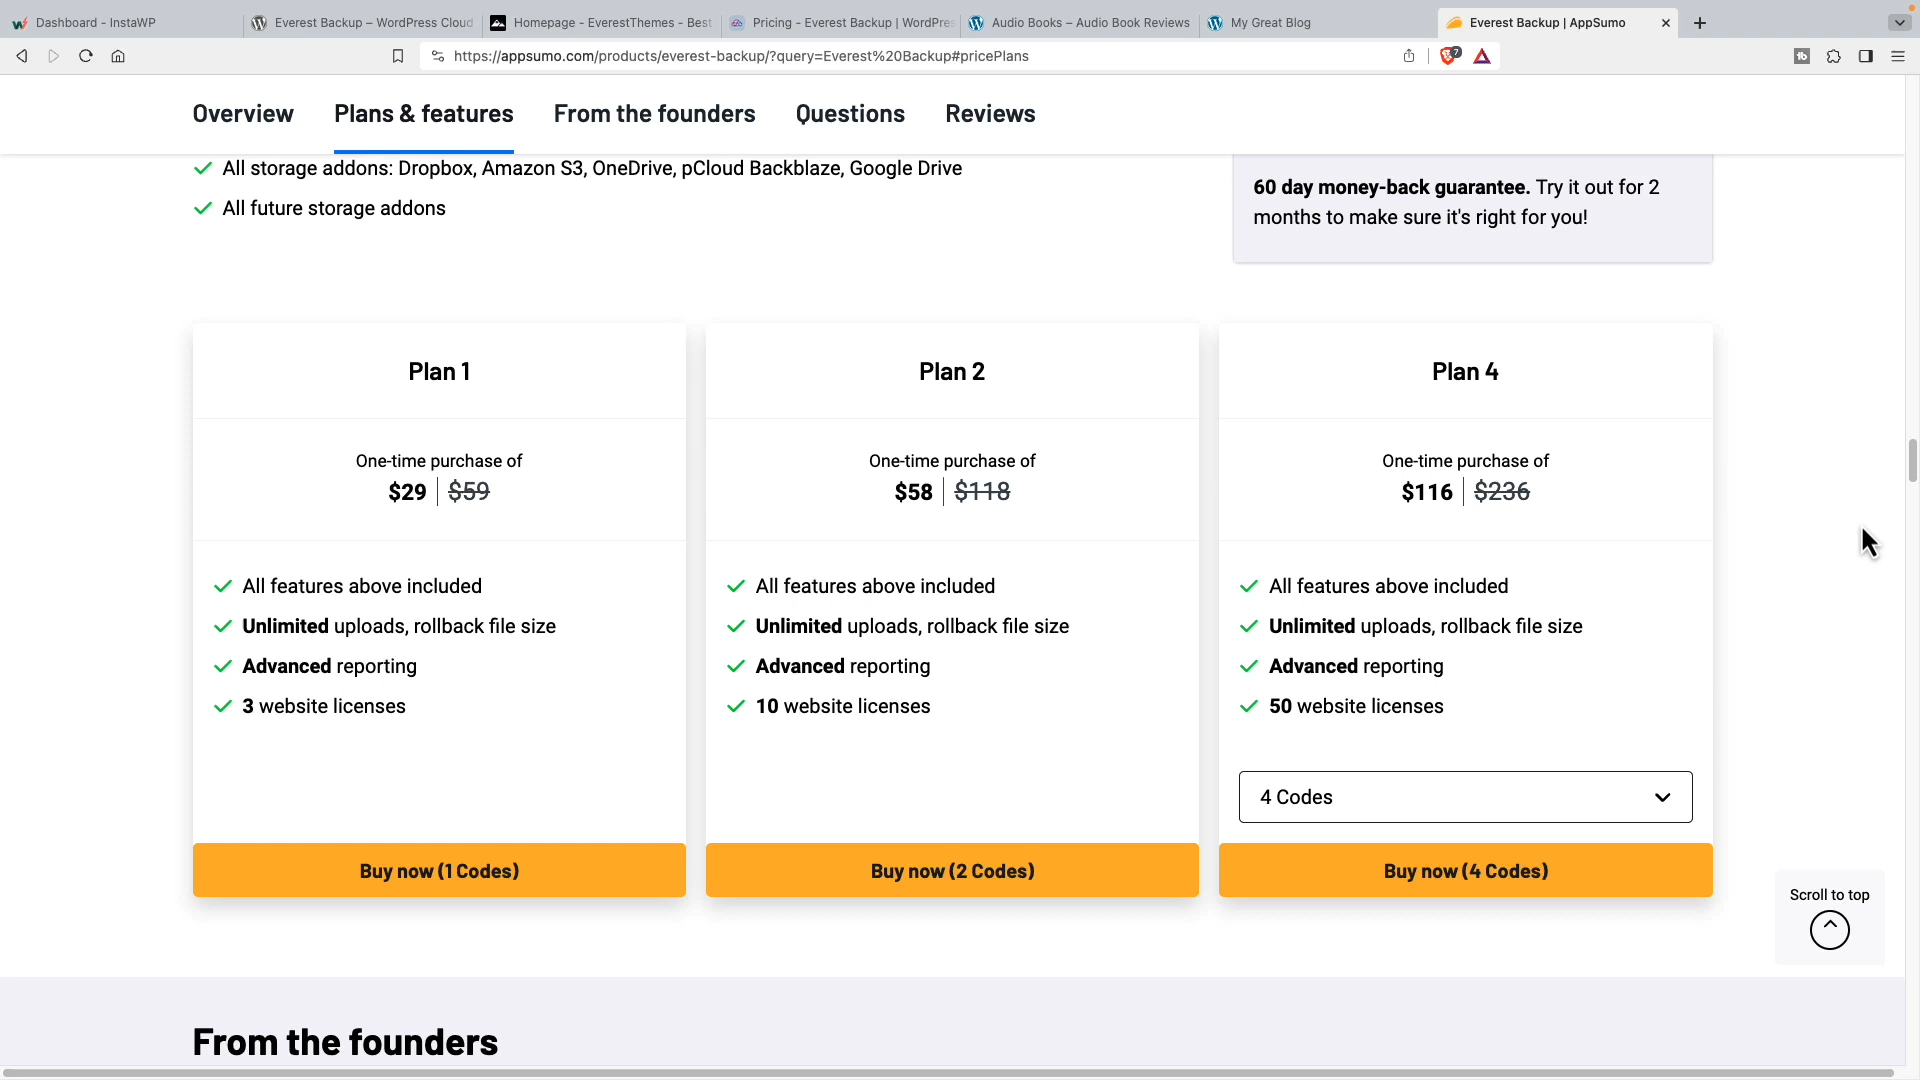 Dashboard - InstaWP
Everest Backup – WordPress Cloud
Homepage - EverestThemes - Best
Pricing - Everest Backup | WordPres
Audio Books – Audio Book Reviews
My Great Blog
Everest Backup | AppSumo
https://appsumo.com/products/everest-backup/?query=Everest%20Backup#pricePlans
7
tb
Overview
Plans & features
From the founders
Questions
Reviews
All storage addons: Dropbox, Amazon S3, OneDrive, pCloud Backblaze, Google Drive
All future storage addons
60 day money-back guarantee. Try it out for 2
months to make sure it's right for you!
Plan 1
One-time purchase of
$29 | $59
All features above included
Unlimited uploads, rollback file size
Advanced reporting
3 website licenses
Buy now (1 Codes)
Plan 2
One-time purchase of
$58 | $118
All features above included
Unlimited uploads, rollback file size
Advanced reporting
10 website licenses
Buy now (2 Codes)
Plan 4
One-time purchase of
$116 | $236
All features above included
Unlimited uploads, rollback file size
Advanced reporting
50 website licenses
4 Codes
Buy now (4 Codes)
Scroll to top
From the founders